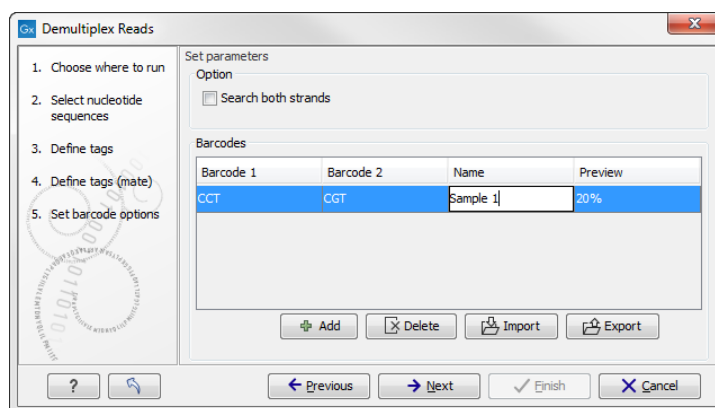 Gx Demultiplex Reads
1. Choose where to run
2. Select nucleotide
sequences
3. Define tags
4. Define tags (mate)
5. Set barcode options
Set parameters
Option
Search both strands
Barcodes
Barcode 1 Barcode 2 Name Preview
CCT CGT Sample 1 20%
Add Delete Import Export
? Previous Next Finish Cancel